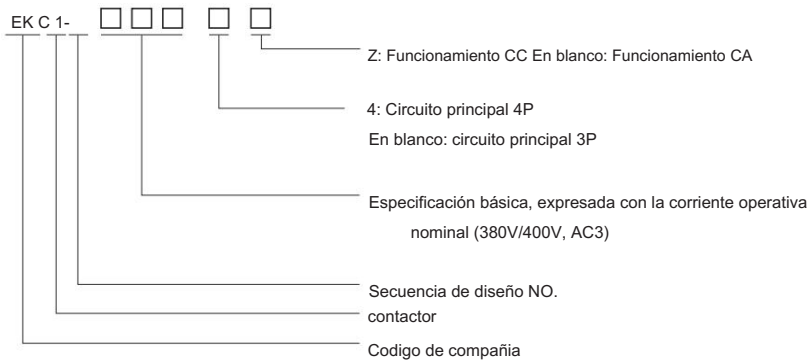 EK C 1- □ □ □ □ □
Z: Funcionamiento CC En blanco: Funcionamiento CA
4: Circuito principal 4P
En blanco: circuito principal 3P
Especificación básica, expresada con la corriente operativa
nominal (380V/400V, AC3)
Secuencia de diseño NO.
contactor
Codigo de compañia